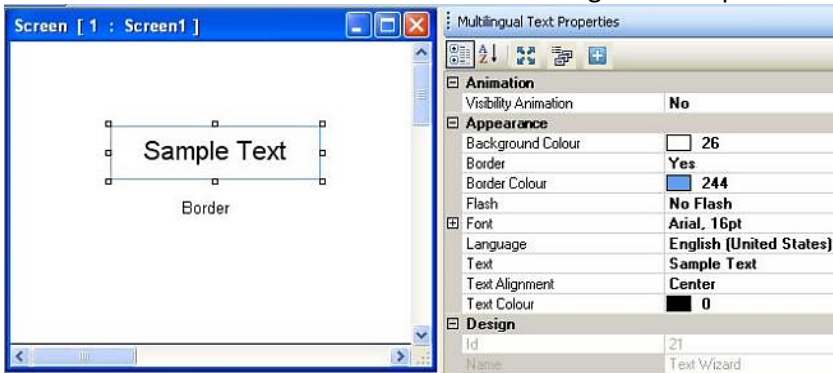 Screen [ 1 : Screen1 ]
Sample Text
Border
Multilingual Text Properties
Animation
Visibility Animation No
Appearance
Background Colour 26
Border Yes
Border Colour 244
Flash No Flash
Font Arial, 16pt
Language English (United States)
Text Sample Text
Text Alignment Center
Text Colour 0
Design
Id 21
Name Text Wizard